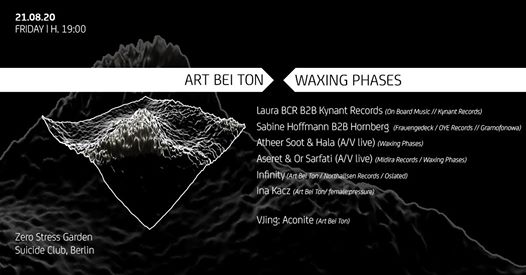 21.08.20
FRIDAY I H. 19:00
ART BEI TON
WAXING PHASES
Laura BCR B2B Kynant Records (On Board Music // Kynant Records)
Sabine Hoffmann B2B Hornberg (Frauengedeck / OYE Records // Gramofonowa)
Atheer Soot & Hala (A/V live) (Waxing Phases)
Aseret & Or Sarfati (A/V live) (Midira Records / Waxing Phases)
Infinity (Art Bei Ton / Northallsen Records / Oslated)
Ina Kacz (Art Bei Ton/ female:pressure)
VJing: Aconite (Art Bei Ton)
Zero Stress Garden
Suicide Club, Berlin